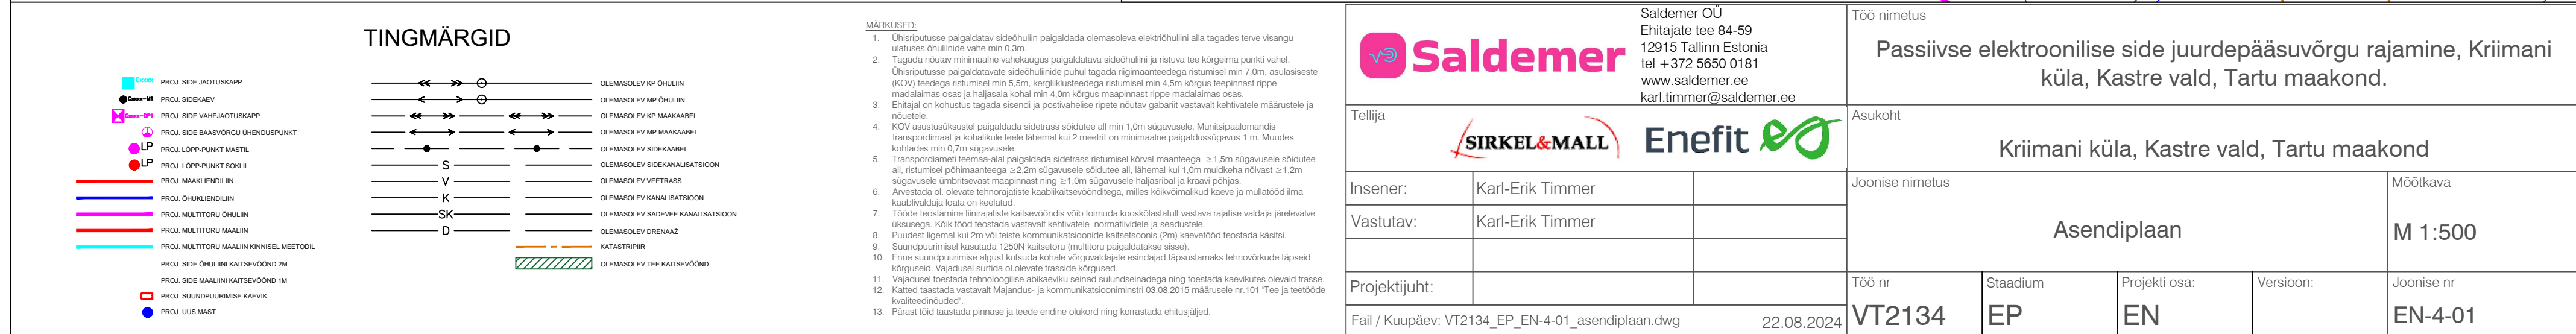 TINGMÄRGID
Cxxxx PROJ. SIDE JAOTUSKAPP
Cxxxx-M1 PROJ. SIDEKAEV
Cxxxx-DP1 PROJ. SIDE VAHEJAOTUSKAPP
PROJ. SIDE BAASVÕRGU ÜHENDUSPUNKT
LP PROJ. LÕPP-PUNKT MASTIL
LP PROJ. LÕPP-PUNKT SOKLIL
PROJ. MAAKLIENDILIIN
PROJ. ÕHUKLIENDILIIN
PROJ. MULTITORU ÕHULIIN
PROJ. MULTITORU MAALIIN
PROJ. MULTITORU MAALIIN KINNISEL MEETODIL
PROJ. SIDE ÕHULIINI KAITSEVÖÖND 2M
PROJ. SIDE MAALIINI KAITSEVÖÖND 1M
PROJ. SUUNDPUURIMISE KAEVIK
PROJ. UUS MAST
OLEMASOLEV KP ÕHULIIN
OLEMASOLEV MP ÕHULIIN
OLEMASOLEV KP MAAKAABEL
OLEMASOLEV MP MAAKAABEL
OLEMASOLEV SIDEKAABEL
S OLEMASOLEV SIDEKANALISATSIOON
V OLEMASOLEV VEETRASS
K OLEMASOLEV KANALISATSIOON
SK OLEMASOLEV SADEVEE KANALISATSIOON
D OLEMASOLEV DRENAAŽ
KATASTRIPIIR
OLEMASOLEV TEE KAITSEVÖÖND
MÄRKUSED:
1. Ühisriputusse paigaldatav sideõhuliin paigaldada olemasoleva elektriõhuliini alla tagades terve visangu
ulatuses õhuliinide vahe min 0,3m.
2. Tagada nõutav minimaalne vahekaugus paigaldatava sideõhuliini ja ristuva tee kõrgeima punkti vahel.
Ühisriputusse paigaldatavate sideõhuliinide puhul tagada riigimaanteedega ristumisel min 7,0m, asulasiseste
(KOV) teedega ristumisel min 5,5m, kergliiklusteedega ristumisel min 4,5m kõrgus teepinnast rippe
madalaimas osas ja haljasala kohal min 4,0m kõrgus maapinnast rippe madalaimas osas.
3. Ehitajal on kohustus tagada sisendi ja postivahelise ripete nõutav gabariit vastavalt kehtivatele määrustele ja
nõuetele.
4. KOV asustusüksustel paigaldada sidetrass sõidutee all min 1,0m sügavusele. Munitsipaalomandis
transpordimaal ja kohalikule teele lähemal kui 2 meetrit on minimaalne paigaldussügavus 1 m. Muudes
kohtades min 0,7m sügavusele.
5. Transpordiameti teemaa-alal paigaldada sidetrass ristumisel kõrval maanteega ≥1,5m sügavusele sõidutee
all, ristumisel põhimaanteega ≥2,2m sügavusele sõidutee all, lähemal kui 1,0m muldkeha nõlvast ≥1,2m
sügavusele ümbritsevast maapinnast ning ≥1,0m sügavusele haljasribal ja kraavi põhjas.
6. Arvestada ol. olevate tehnorajatiste kaablikaitsevöönditega, milles kõikvõimalikud kaeve ja mullatööd ilma
kaablivaldaja loata on keelatud.
7. Tööde teostamine liinirajatiste kaitsevööndis võib toimuda kooskõlastatult vastava rajatise valdaja järelevalve
üksusega. Kõik tööd teostada vastavalt kehtivatele normatiividele ja seadustele.
8. Puudest ligemal kui 2m või teiste kommunikatsioonide kaitsetsoonis (2m) kaevetööd teostada käsitsi.
9. Suundpuurimisel kasutada 1250N kaitsetoru (multitoru paigaldatakse sisse).
10. Enne suundpuurimise algust kutsuda kohale võrguvaldajate esindajad täpsustamaks tehnovõrkude täpseid
kõrguseid. Vajadusel surfida ol.olevate trasside kõrgused.
11. Vajadusel toestada tehnoloogilise abikaeviku seinad sulundseinadega ning toestada kaevikutes olevaid trasse.
12. Katted taastada vastavalt Majandus- ja kommunikatsiooniminstri 03.08.2015 määrusele nr.101 "Tee ja teetööde
kvaliteedinõuded".
13. Pärast töid taastada pinnase ja teede endine olukord ning korrastada ehitusjäljed.
Saldemer
Saldemer OÜ
Ehitajate tee 84-59
12915 Tallinn Estonia
tel +372 5650 0181
www.saldemer.ee
karl.timmer@saldemer.ee
Töö nimetus
Passiivse elektroonilise side juurdepääsuvõrgu rajamine, Kriimani
küla, Kastre vald, Tartu maakond.
Tellija
SIRKEL&MALL
Enefit
Asukoht
Kriimani küla, Kastre vald, Tartu maakond
Insener: Karl-Erik Timmer
Vastutav: Karl-Erik Timmer
Projektijuht:
Fail / Kuupäev: VT2134_EP_EN-4-01_asendiplaan.dwg 22.08.2024
Joonise nimetus
Asendiplaan
Mõõtkava
M 1:500
Töö nr
VT2134
Staadium
EP
Projekti osa:
EN
Versioon:
Joonise nr
EN-4-01